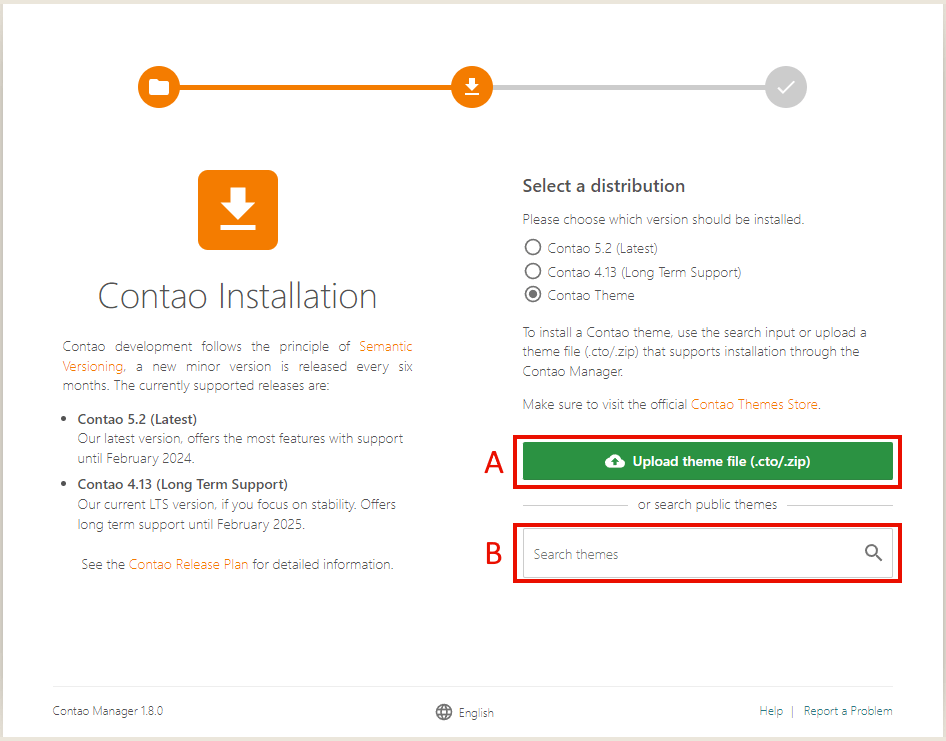 Contao Installation
Contao development follows the principle of Semantic
Versioning, a new minor version is released every six
months. The currently supported releases are:
• Contao 5.2 (Latest)
Our latest version, offers the most features with support
until February 2024.
• Contao 4.13 (Long Term Support)
Our current LTS version, if you focus on stability. Offers
long term support until February 2025.
See the Contao Release Plan for detailed information.
Select a distribution
Please choose which version should be installed.
Contao 5.2 (Latest)
Contao 4.13 (Long Term Support)
Contao Theme
To install a Contao theme, use the search input or upload a
theme file (.cto/.zip) that supports installation through the
Contao Manager.
Make sure to visit the official Contao Themes Store.
A
Upload theme file (.cto/.zip)
or search public themes
B
Search themes
Contao Manager 1.8.0
English
Help | Report a Problem